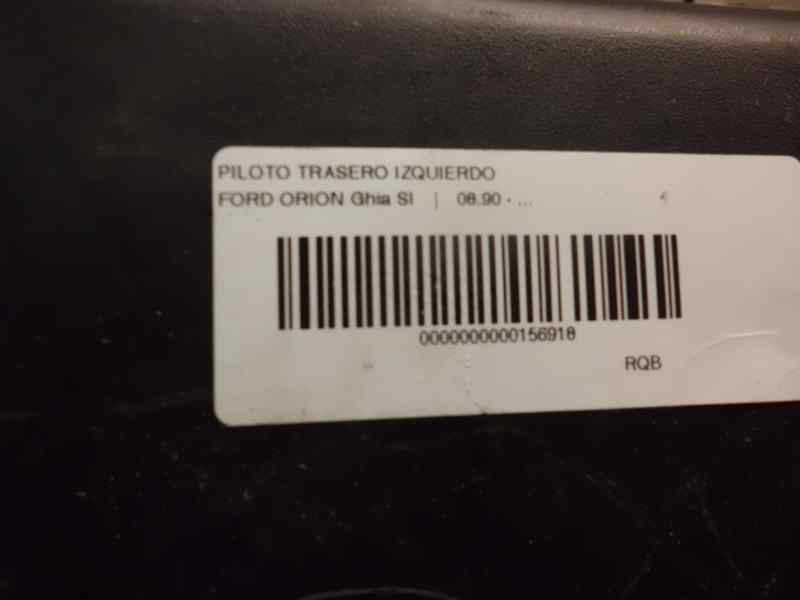 PILOTO TRASERO IZQUIERDO
FORD ORION Ghia SI | 08.90 - ...
0000000000156918
RQB